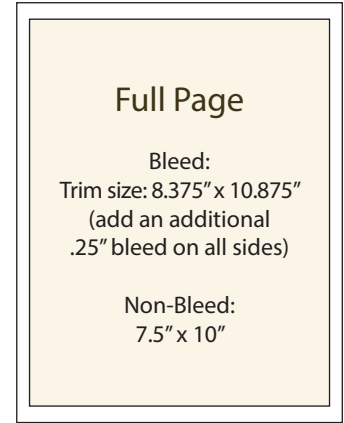 Full Page
Bleed:
Trim size: 8.375” x 10.875”
(add an additional
.25” bleed on all sides)
Non-Bleed:
7.5” x 10”